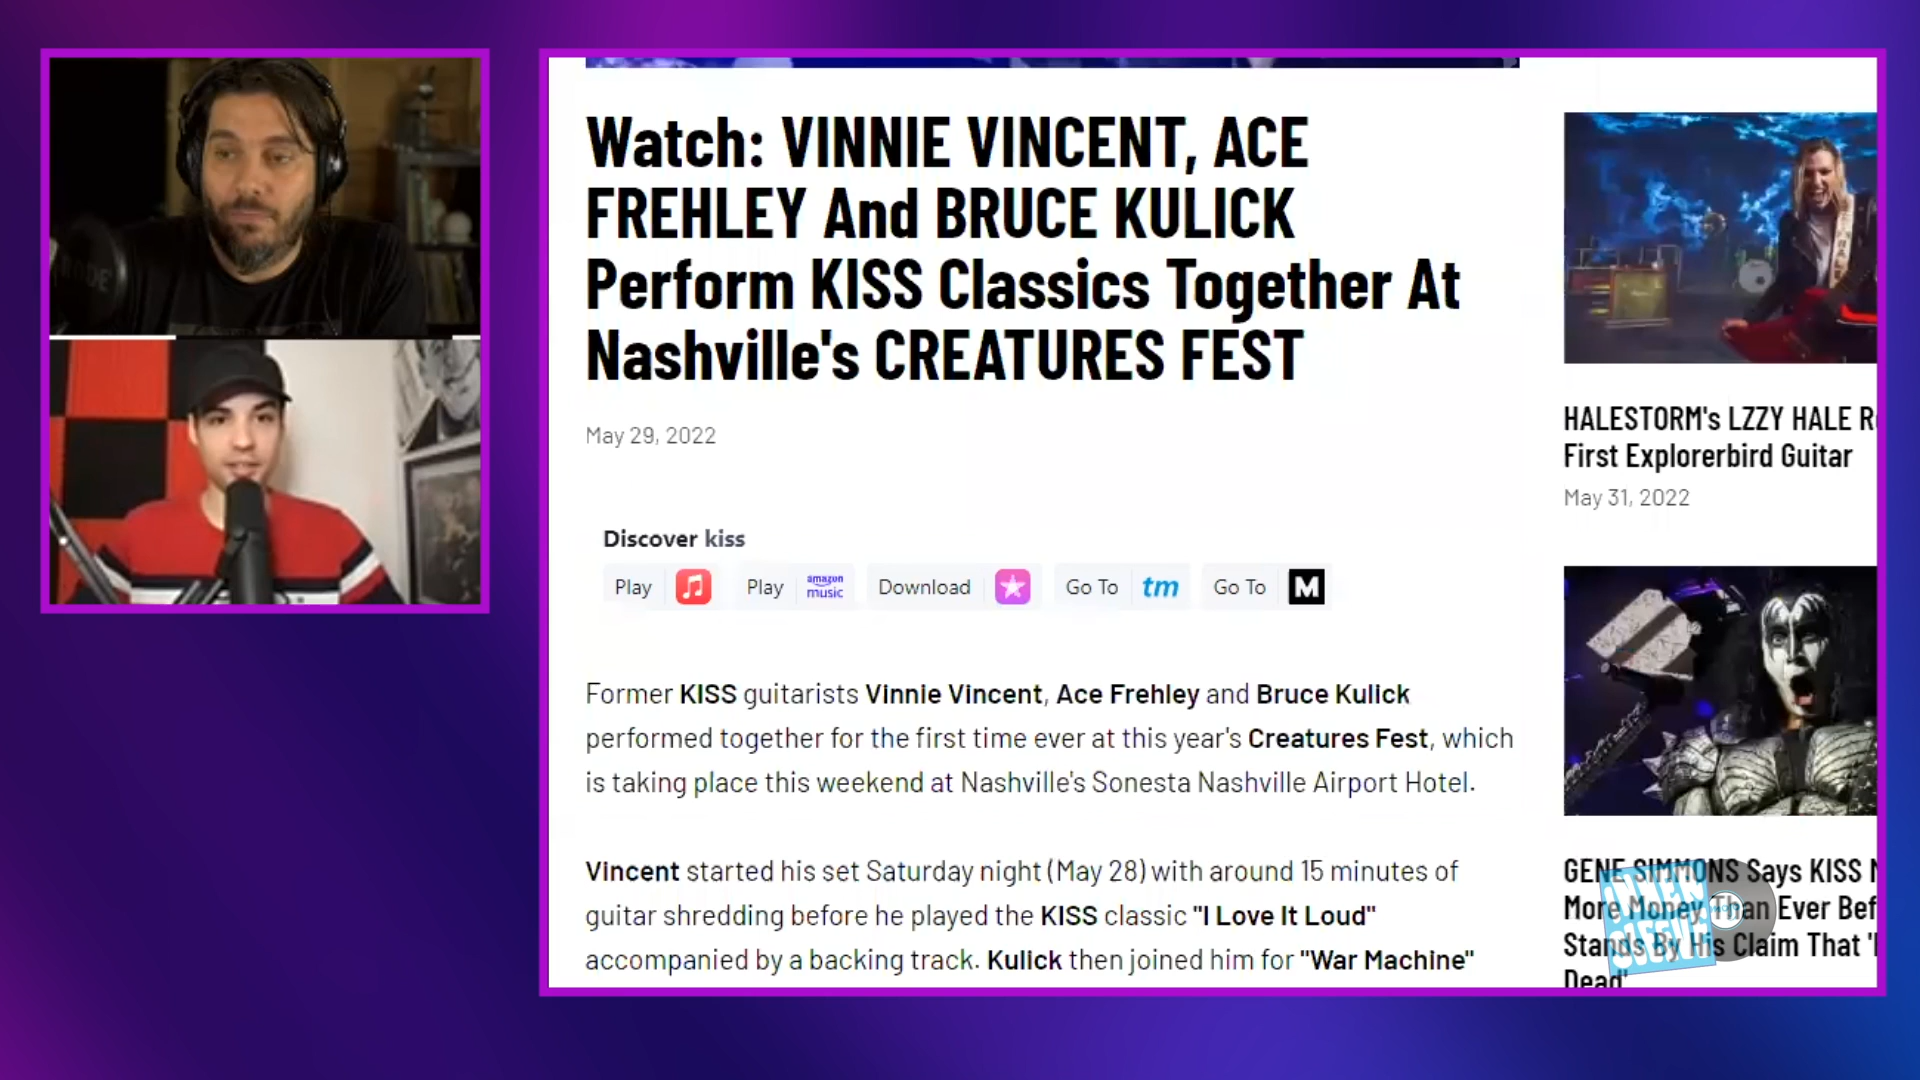 Watch: VINNIE VINCENT, ACE
FREHLEY And BRUCE KULICK
Perform KISS Classics Together At
Nashville's CREATURES FEST
May 29, 2022
Discover kiss
Play
Play
amazon
music
Download
Go To
tm
Go To
M
Former KISS guitarists Vinnie Vincent, Ace Frehley and Bruce Kulick
performed together for the first time ever at this year's Creatures Fest, which
is taking place this weekend at Nashville's Sonesta Nashville Airport Hotel.
Vincent started his set Saturday night (May 28) with around 15 minutes of
guitar shredding before he played the KISS classic "I Love It Loud"
accompanied by a backing track. Kulick then joined him for "War Machine"
HALESTORM's LZZY HALE R
First Explorerbird Guitar
May 31, 2022
GENE SIMMONS Says KISS
More Money Than Ever Bef
Stands By His Claim That
Dead"
RODE